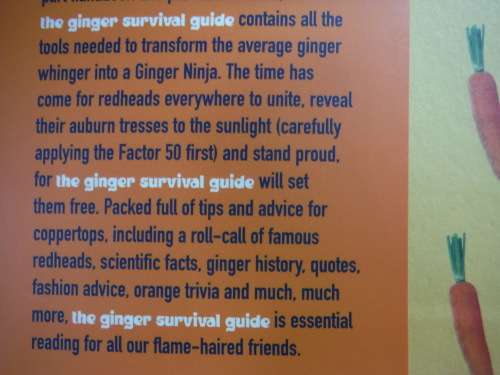 the ginger survival guide contains all the
tools needed to transform the average ginger
whinger into a Ginger Ninja. The time has
come for redheads everywhere to unite, reveal
their auburn tresses to the sunlight (carefully
applying the Factor 50 first) and stand proud,
for the ginger survival guide will set
them free. Packed full of tips and advice for
coppertops, including a roll-call of famous
redheads, scientific facts, ginger history, quotes,
fashion advice, orange trivia and much, much
more, the ginger survival guide is essential
reading for all our flame-haired friends.